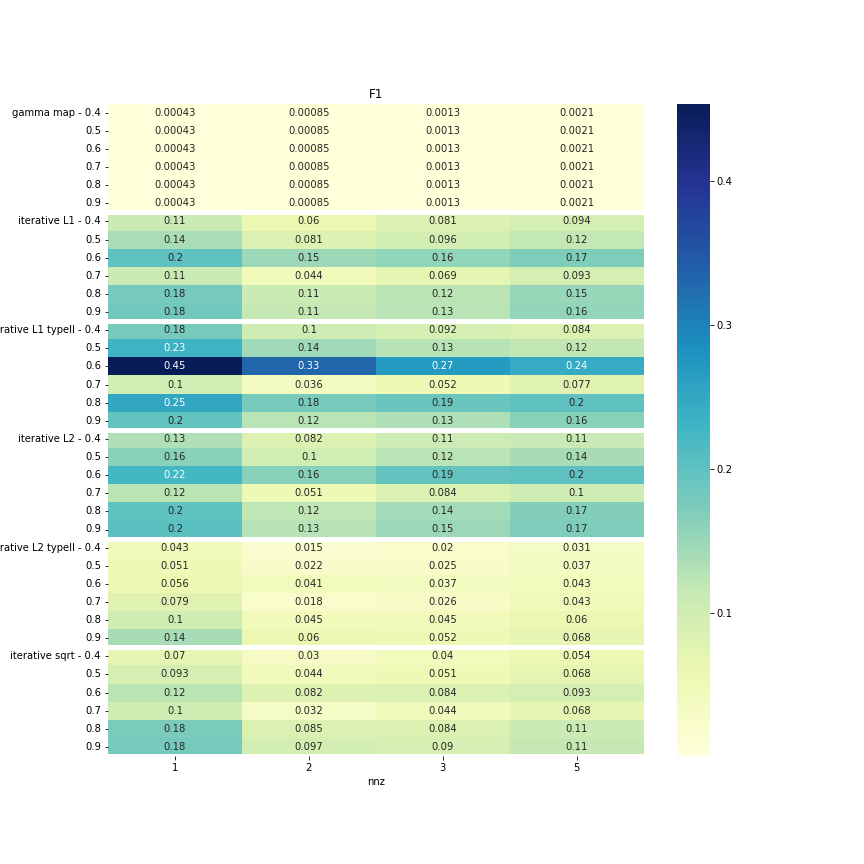 F1
gamma map - 0.4 0.00043 0.00085 0.0013 0.0021
0.5 0.00043 0.00085 0.0013 0.0021
0.6 0.00043 0.00085 0.0013 0.0021
0.7 0.00043 0.00085 0.0013 0.0021
0.8 0.00043 0.00085 0.0013 0.0021
0.9 0.00043 0.00085 0.0013 0.0021
iterative L1 - 0.4 0.11 0.06 0.081 0.094
0.5 0.14 0.081 0.096 0.12
0.6 0.2 0.15 0.16 0.17
0.7 0.11 0.044 0.069 0.093
0.8 0.18 0.11 0.12 0.15
0.9 0.18 0.11 0.13 0.16
rative L1 typeII - 0.4 0.18 0.1 0.092 0.084
0.5 0.23 0.14 0.13 0.12
0.6 0.45 0.33 0.27 0.24
0.7 0.1 0.036 0.052 0.077
0.8 0.25 0.18 0.19 0.2
0.9 0.2 0.12 0.13 0.16
iterative L2 - 0.4 0.13 0.082 0.11 0.11
0.5 0.16 0.1 0.12 0.14
0.6 0.22 0.16 0.19 0.2
0.7 0.12 0.051 0.084 0.1
0.8 0.2 0.12 0.14 0.17
0.9 0.2 0.13 0.15 0.17
rative L2 typeII - 0.4 0.043 0.015 0.02 0.031
0.5 0.051 0.022 0.025 0.037
0.6 0.056 0.041 0.037 0.043
0.7 0.079 0.018 0.026 0.043
0.8 0.1 0.045 0.045 0.06
0.9 0.14 0.06 0.052 0.068
iterative sqrt - 0.4 0.07 0.03 0.04 0.054
0.5 0.093 0.044 0.051 0.068
0.6 0.12 0.082 0.084 0.093
0.7 0.1 0.032 0.044 0.068
0.8 0.18 0.085 0.084 0.11
0.9 0.18 0.097 0.09 0.11
1 2 3 5
nnz
0.4
0.3
0.2
0.1